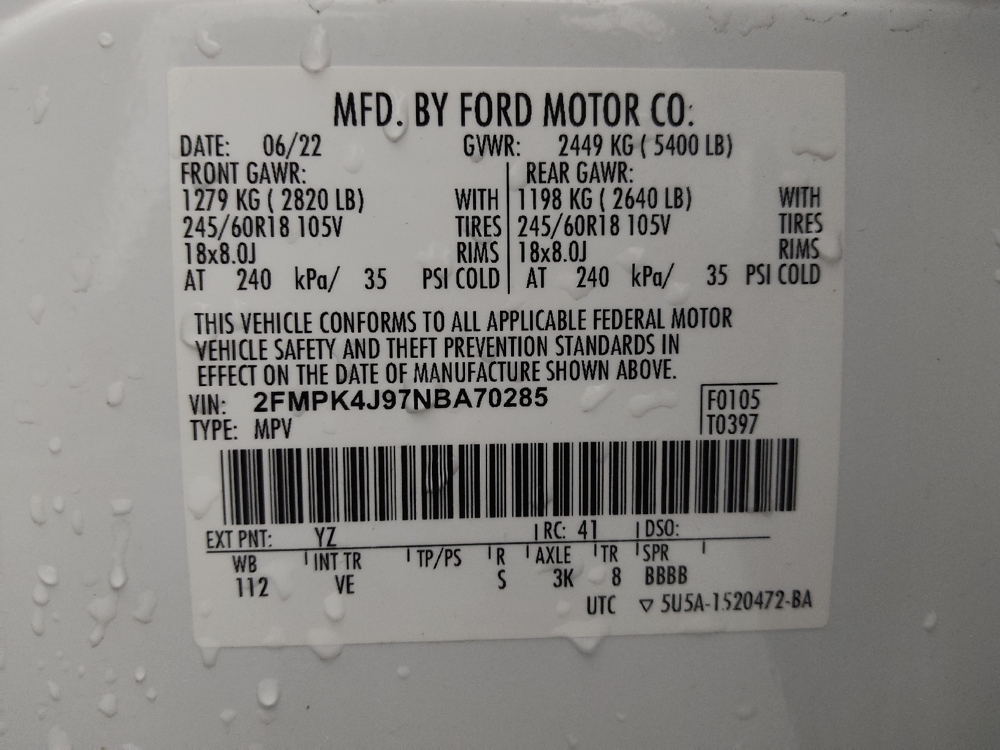 MFD. BY FORD MOTOR CO:
DATE: 06/22 GVWR: 2449 KG ( 5400 LB)
FRONT GAWR: REAR GAWR:
1279 KG ( 2820 LB) WITH 1198 KG ( 2640 LB) WITH
245/60R18 105V TIRES 245/60R18 105V TIRES
18x8.0J RIMS 18x8.0J RIMS
AT 240 kPa/ 35 PSI COLD AT 240 kPa/ 35 PSI COLD
THIS VEHICLE CONFORMS TO ALL APPLICABLE FEDERAL MOTOR
VEHICLE SAFETY AND THEFT PREVENTION STANDARDS IN
EFFECT ON THE DATE OF MANUFACTURE SHOWN ABOVE.
VIN: 2FMPK4J97NBA70285 F0105
TYPE: MPV T0397
EXT PNT: YZ RC: 41 DSO:
WB INT TR TP/PS R AXLE TR SPR
112 VE S 3K 8 BBBB
UTC ▽ 5U5A-1520472-BA